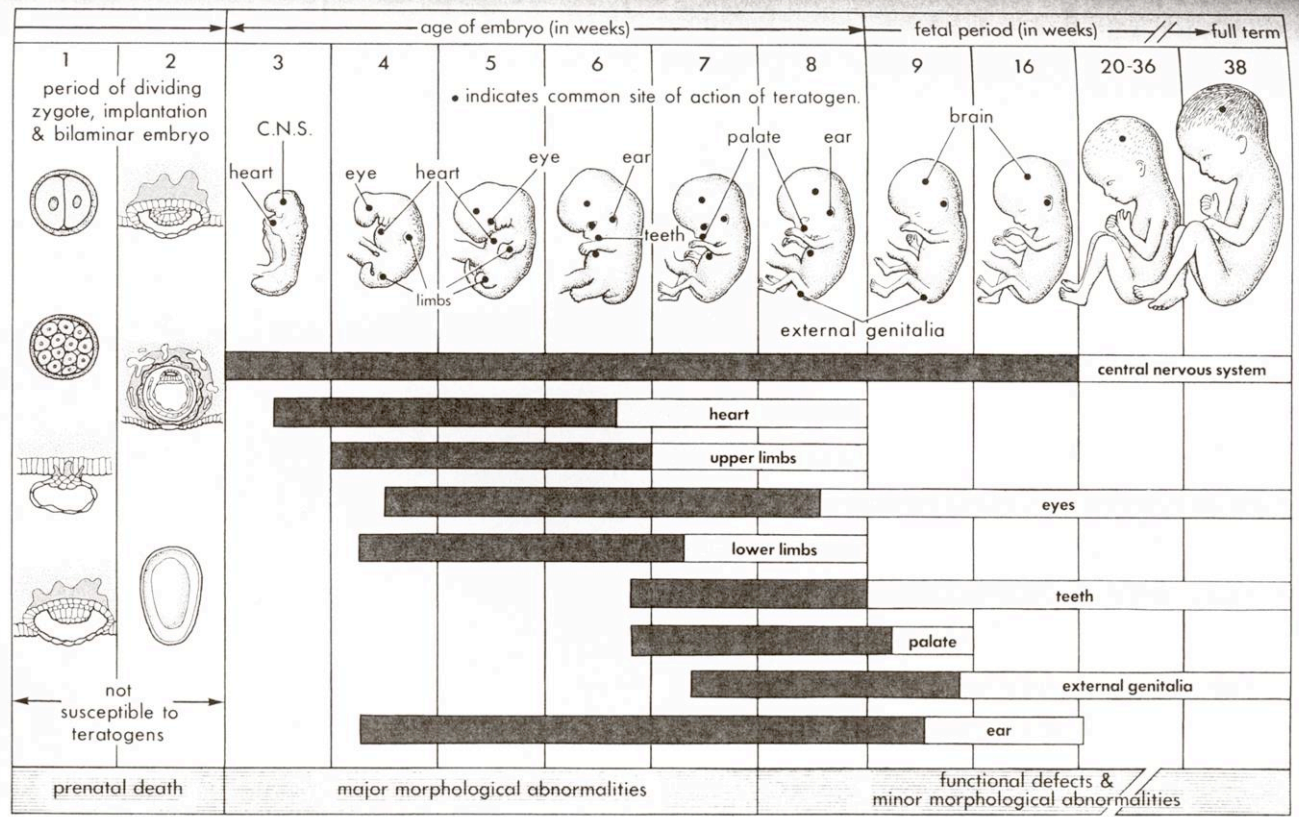 age of embryo (in weeks)
fetal period (in weeks)
full term
1
2
3
4
5
6
7
8
9
16
20-36
38
period of dividing
zygote, implantation
& bilaminar embryo
• indicates common site of action of teratogen.
C.N.S.
heart
eye
heart
limbs
eye
ear
teeth
palate
ear
external genitalia
brain
central nervous system
heart
upper limbs
eyes
lower limbs
teeth
palate
external genitalia
ear
not
susceptible to
teratogens
prenatal death
major morphological abnormalities
functional defects &
minor morphological abnormalities